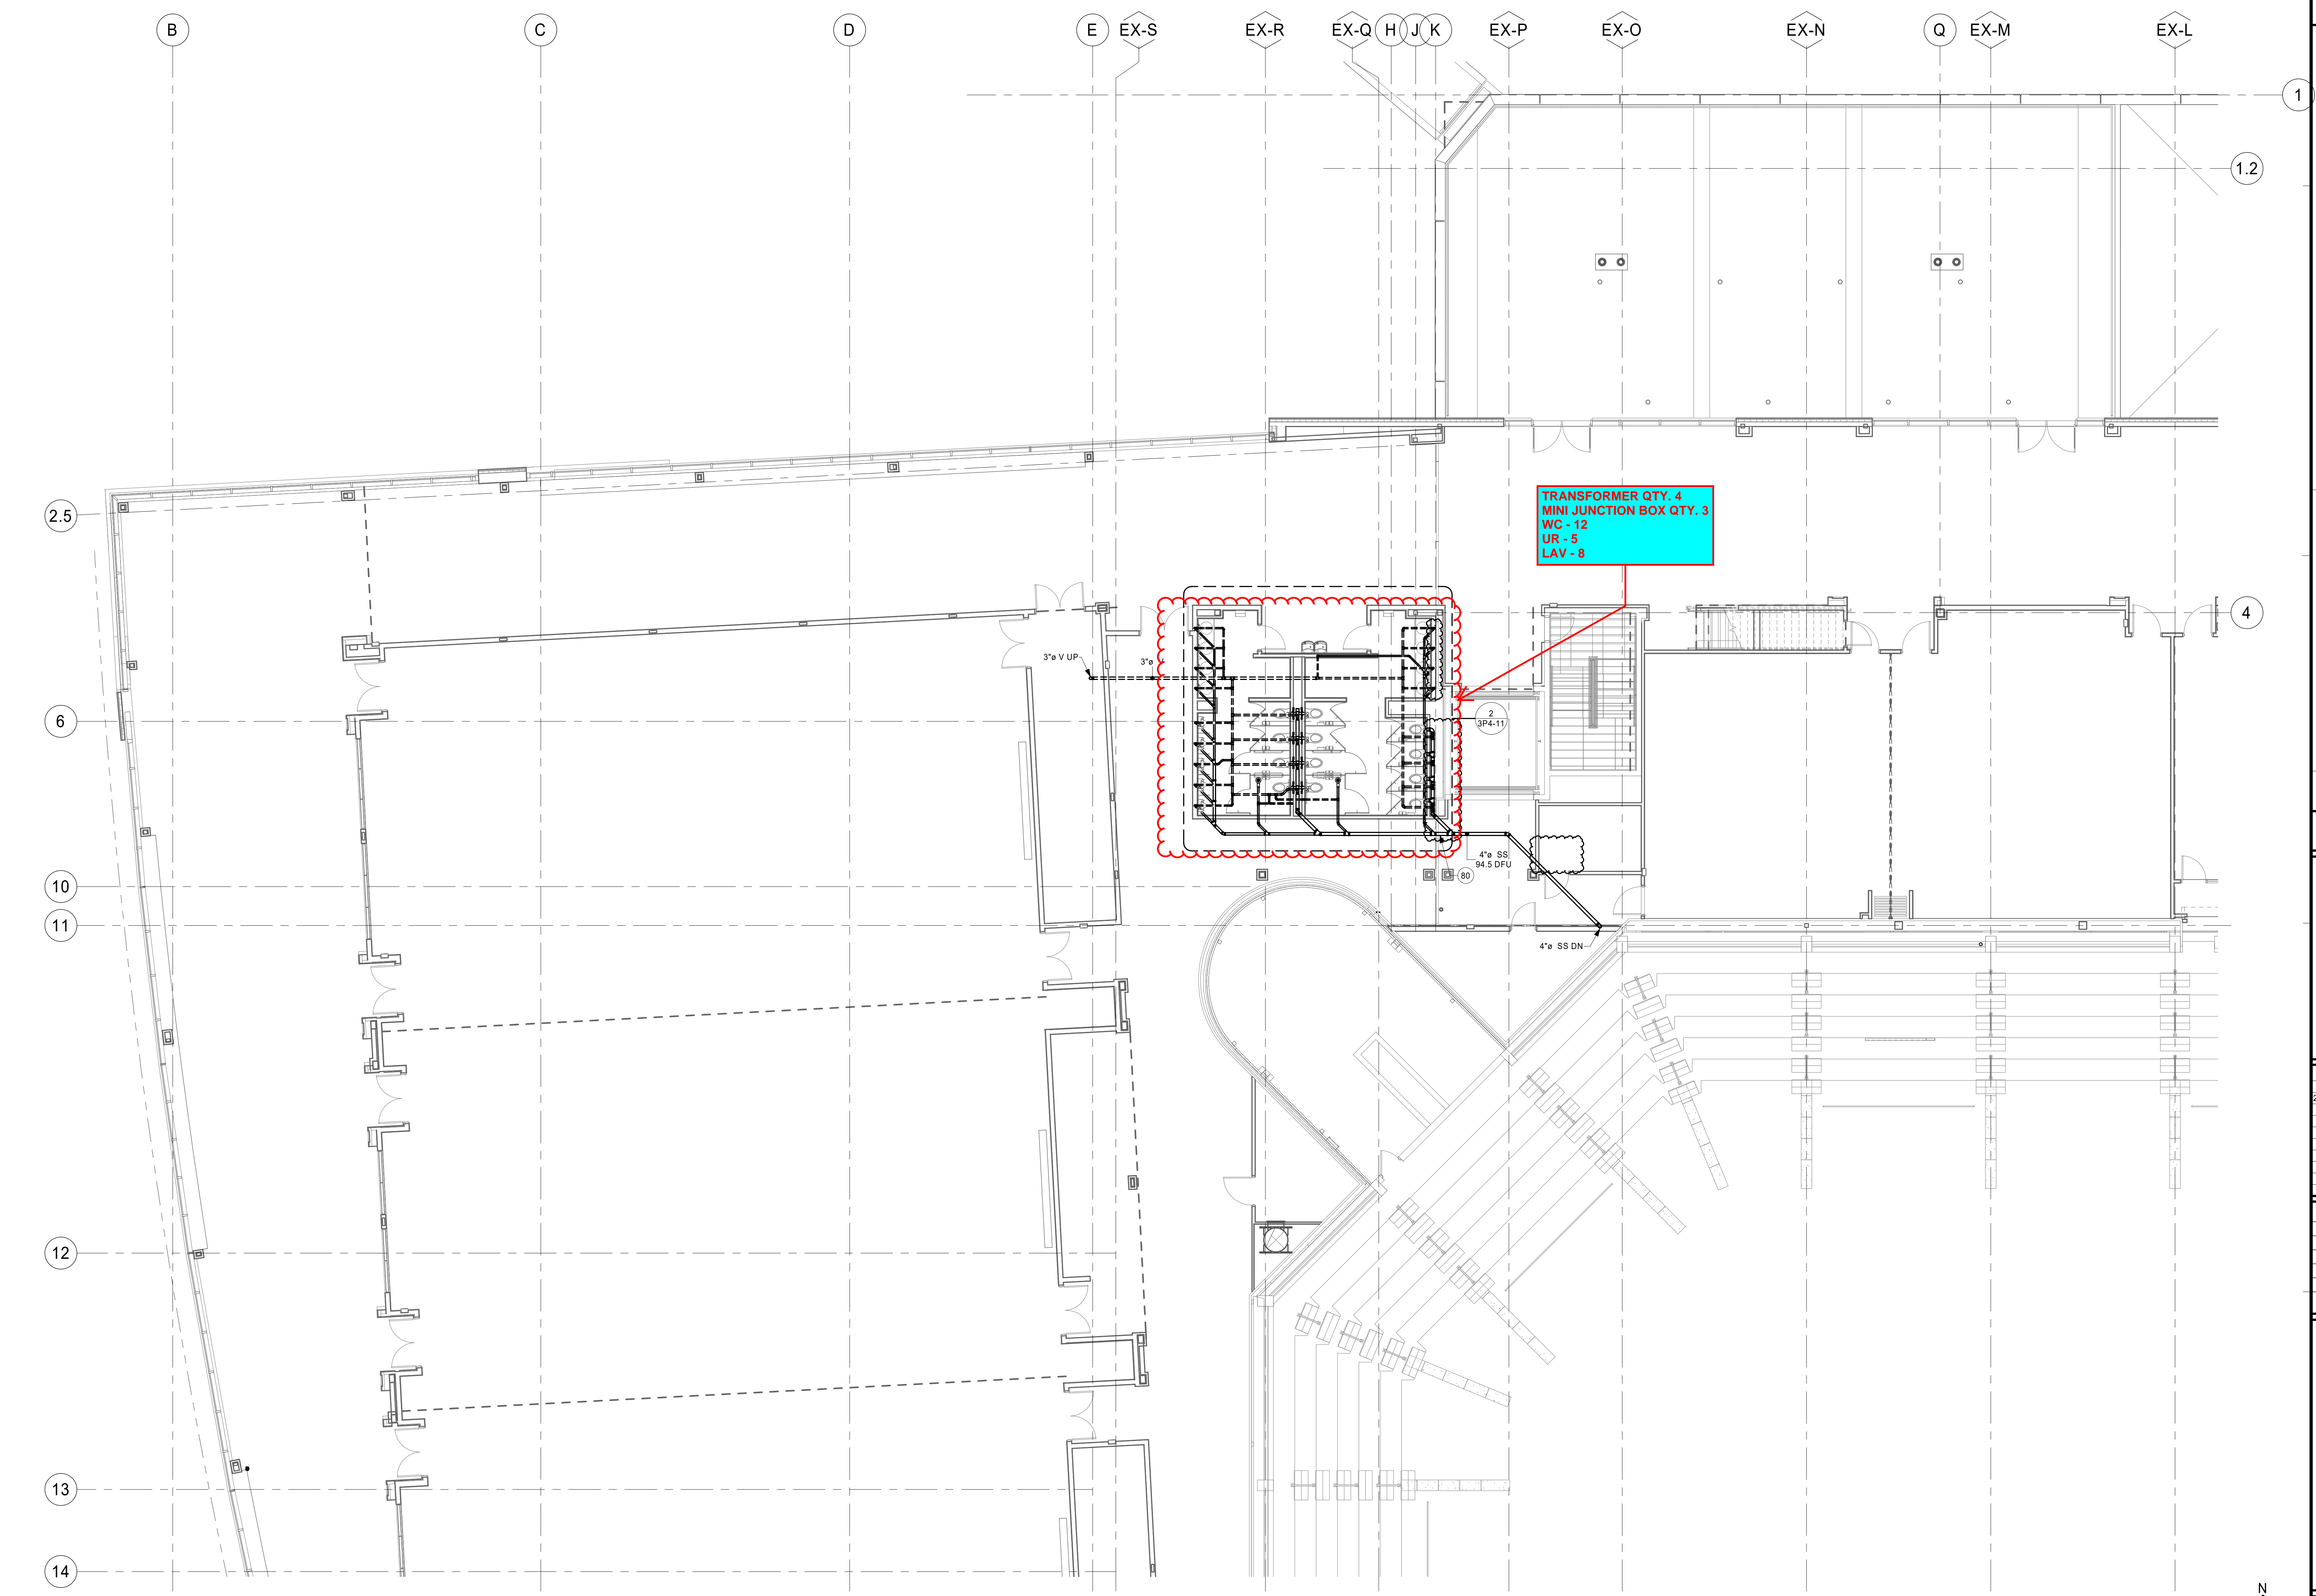 B
C
D
E
EX-S
EX-R
EX-Q
H
J
K
EX-P
EX-O
EX-N
Q
EX-M
EX-L
1
1.2
2.5
TRANSFORMER QTY. 4
MINI JUNCTION BOX QTY. 3
WC - 12
UR - 5
LAV - 8
4
3"ø V UP
3"ø
6
2
3P4-11
4"ø SS
94.5 DFU
80
10
11
4"ø SS DN
12
13
14
N